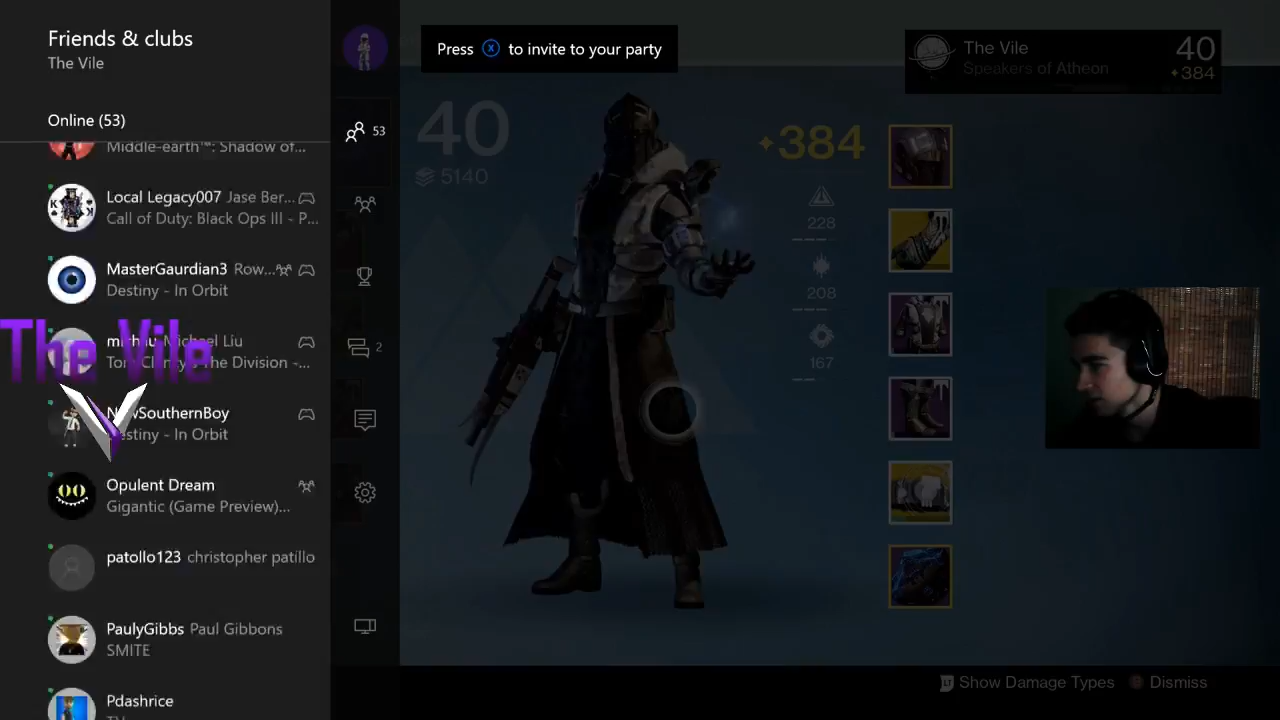 Friends & clubs
The Vile
Online (53)
Middle-earth™: Shadow of...
Local Legacy007 Jase Ber...
Call of Duty: Black Ops III - P...
MasterGaurdian3 Row...
Destiny - In Orbit
Michael Liu
The Division -...
The Vile
Destiny - In Orbit
Opulent Dream
Gigantic (Game Preview)...
patollo123 christopher patillo
PaulyGibbs Paul Gibbons
SMITE
Pdashrice
53
2
Press X to invite to your party
40
5140
384
228
208
167
The Vile
Speakers of Atheon
40
384
LT Show Damage Types
B Dismiss